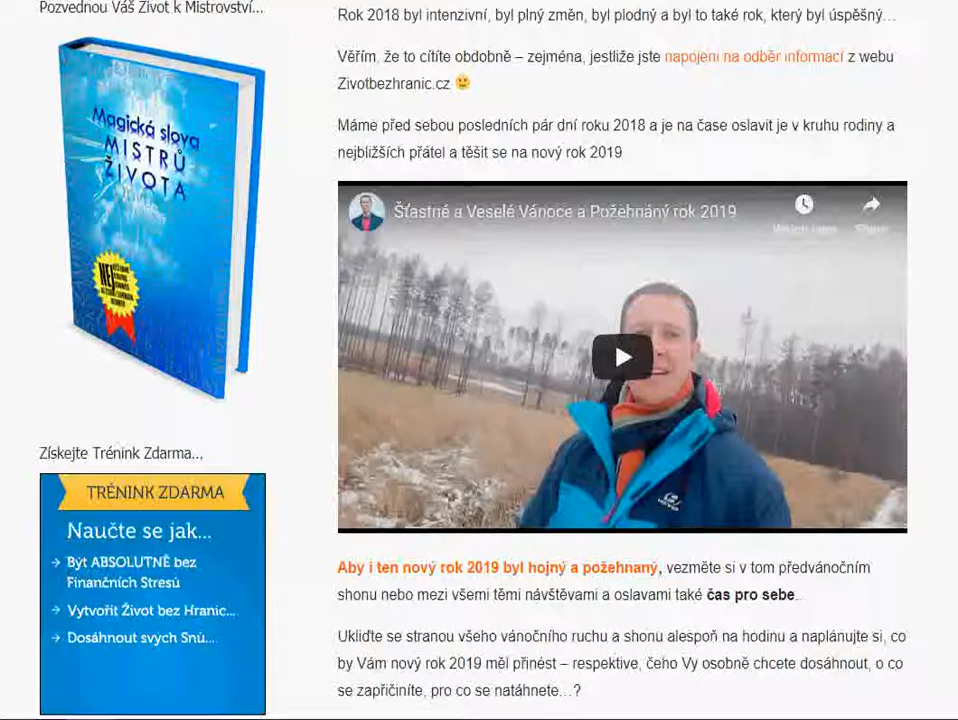 Pozvednou Váš Život k Mistrovství...
Magická slova
MISTRŮ
ŽIVOTA
NEJ
Získejte Trénink Zdarma...
TRÉNINK ZDARMA
Naučte se jak...
Být ABSOLUTNĚ bez
Finančních Stresů
Vytvořit Život bez Hranic...
Dosáhnout svých Snů...
Rok 2018 byl intenzivní, byl plný změn, byl plodný a byl to také rok, který byl úspěšný...
Věřím, že to cítíte obdobně – zejména, jestliže jste napojeni na odběr informací z webu
Zivotbezhranic.cz
Máme před sebou posledních pár dní roku 2018 a je na čase oslavit je v kruhu rodiny a
nejbližších přátel a těšit se na nový rok 2019
Šťastné a Veselé Vánoce a Požehnáný rok 2019
Watch later
Share
Aby i ten nový rok 2019 byl hojný a požehnaný, vezměte si v tom předvánočním
shonu nebo mezi všemi těmi návštěvami a oslavami také čas pro sebe..
Ukliďte se stranou všeho vánočního ruchu a shonu alespoň na hodinu a naplánujte si, co
by Vám nový rok 2019 měl přinést – respektive, čeho Vy osobně chcete dosáhnout, o co
se zapřičiníte, pro co se natáhnete...?